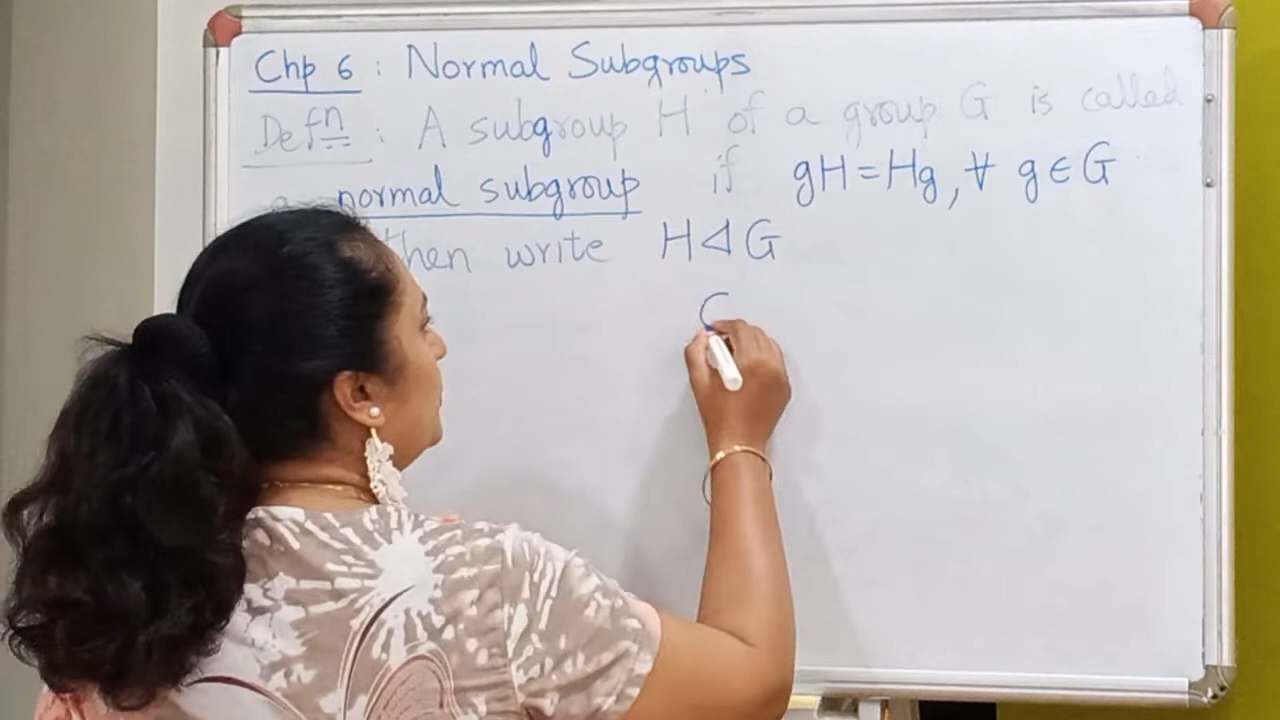 Chp 6 : Normal Subgroups
Defn : A subgroup H of a group G is called
a normal subgroup if gH=Hg, ∀ g∈G
then write H⊲G